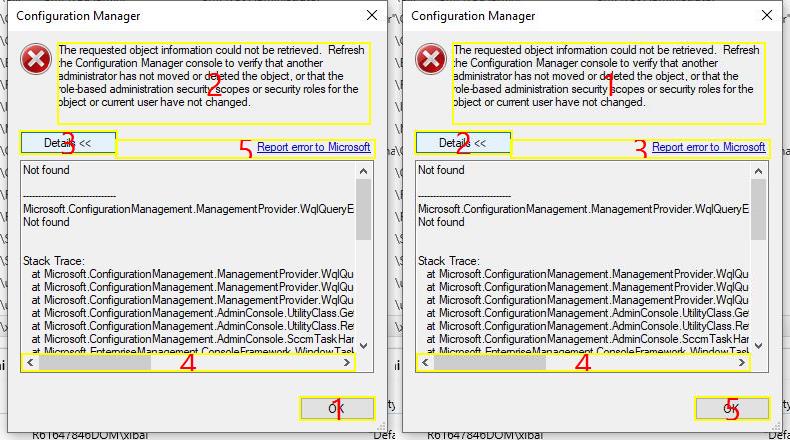 Configuration Manager
The requested object information could not be retrieved. Refresh
the Configuration Manager console to verify that another
administrator has not moved or deleted the object, or that the
role-based administration security scopes or security roles for the
object or current user have not changed.
2
Details <<
3
5
Report error to Microsoft
Not found
------------------------------
Microsoft.ConfigurationManagement.ManagementProvider.WqlQueryE
Not found
Stack Trace:
at Microsoft.ConfigurationManagement.ManagementProvider.WqlQu
at Microsoft.ConfigurationManagement.ManagementProvider.WqlQu
at Microsoft.ConfigurationManagement.ManagementProvider.WqlQu
at Microsoft.ConfigurationManagement.AdminConsole.UtilityClass.Ge
at Microsoft.ConfigurationManagement.AdminConsole.UtilityClass.Re
at Microsoft.ConfigurationManagement.AdminConsole.SccmTaskHar
at Microsoft.EnterpriseManagement.ConsoleFramework.WindowTask
4
OK
1
Configuration Manager
The requested object information could not be retrieved. Refresh
the Configuration Manager console to verify that another
administrator has not moved or deleted the object, or that the
role-based administration security scopes or security roles for the
object or current user have not changed.
1
Details <<
2
3
Report error to Microsoft
Not found
------------------------------
Microsoft.ConfigurationManagement.ManagementProvider.WqlQueryE
Not found
Stack Trace:
at Microsoft.ConfigurationManagement.ManagementProvider.WqlQu
at Microsoft.ConfigurationManagement.ManagementProvider.WqlQu
at Microsoft.ConfigurationManagement.ManagementProvider.WqlQu
at Microsoft.ConfigurationManagement.AdminConsole.UtilityClass.Ge
at Microsoft.ConfigurationManagement.AdminConsole.UtilityClass.Re
at Microsoft.ConfigurationManagement.AdminConsole.SccmTaskHar
at Microsoft.EnterpriseManagement.ConsoleFramework.WindowTask
4
OK
5